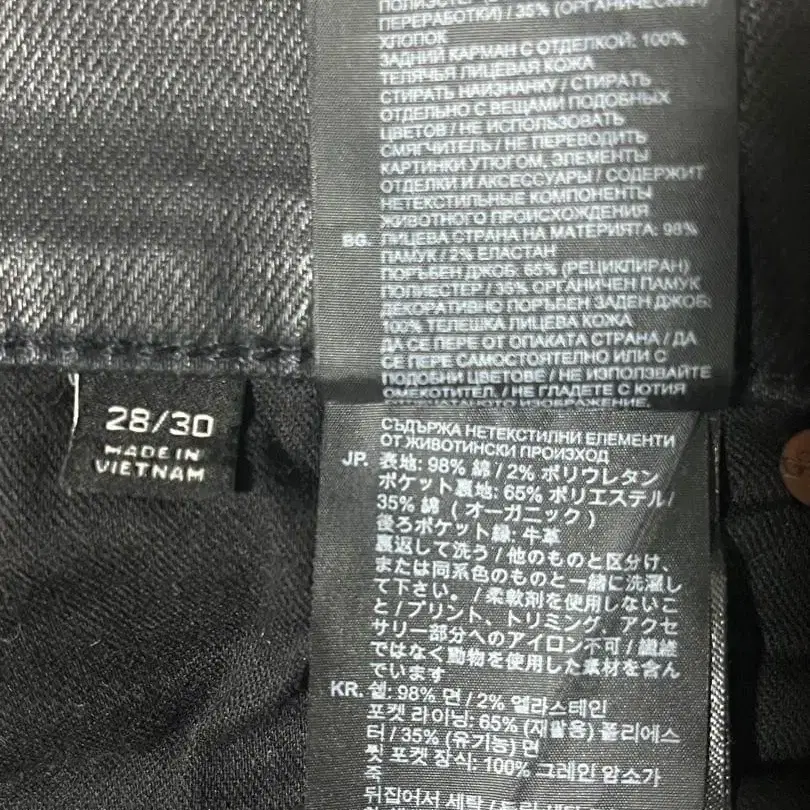 ПЕРЕРАБОТКИ) / 35% (ОРГАНИЧЕСКИЙ)
ХЛОПОК
ЗАДНИЙ КАРМАН С ОТДЕЛКОЙ: 100%
ТЕЛЯЧЬЯ ЛИЦЕВАЯ КОЖА
СТИРАТЬ НАИЗНАНКУ / СТИРАТЬ
ОТДЕЛЬНО С ВЕЩАМИ ПОДОБНЫХ
ЦВЕТОВ / НЕ ИСПОЛЬЗОВАТЬ
СМЯГЧИТЕЛЬ / НЕ ПЕРЕВОДИТЬ
КАРТИНКИ УТЮГОМ, ЭЛЕМЕНТЫ
ОТДЕЛКИ И АКСЕССУАРЫ / СОДЕРЖИТ
НЕТЕКСТИЛЬНЫЕ КОМПОНЕНТЫ
ЖИВОТНОГО ПРОИСХОЖДЕНИЯ
BG. ЛИЦЕВА СТРАНА НА МАТЕРИЯТА: 98%
ПАМУК / 2% ЕЛАСТАН
ПОРЪБЕН ДЖОБ: 65% (РЕЦИКЛИРАН)
ПОЛИЕСТЕР / 35% ОРГАНИЧЕН ПАМУК
ДЕКОРАТИВНО ПОРЪБЕН ЗАДЕН ДЖОБ:
100% ТЕЛЕШКА ЛИЦЕВА КОЖА
ДА СЕ ПЕРЕ ОТ ОПАКАТА СТРАНА / ДА
СЕ ПЕРЕ САМОСТОЯТЕЛНО ИЛИ С
ПОДОБНИ ЦВЕТОВЕ / НЕ ИЗПОЛЗВАЙТЕ
ОМЕКОТИТЕЛ. / НЕ ГЛАДЕТЕ С ЮТИЯ
ИЗОБРАЖЕНИЕ.
СЪДЪРЖА НЕТЕКСТИЛНИ ЕЛЕМЕНТИ
ОТ ЖИВОТИНСКИ ПРОИЗХОД
JP. 表地: 98% 綿 / 2% ポリウレタン
ポケット裏地: 65% ポリエステル/
35% 綿 ( オーガニック )
後ろポケット縁: 牛革
裏返して洗う / 他のものと区分け、
または同系色のものと一緒に洗濯し
て下さい。 / 柔軟剤を使用しないこ
と / プリント、トリミング、アクセ
サリー部分へのアイロン不可 / 繊維
ではなく動物を使用した素材を含ん
でいます
KR. 쉘: 98% 면 / 2% 엘라스테인
포켓 라이닝: 65% (재활용) 폴리에스
터 / 35% (유기농) 면
뒷 포켓 장식: 100% 그레인 암소가
죽
뒤집어서 세탁 /
28/30
MADE IN
VIETNAM